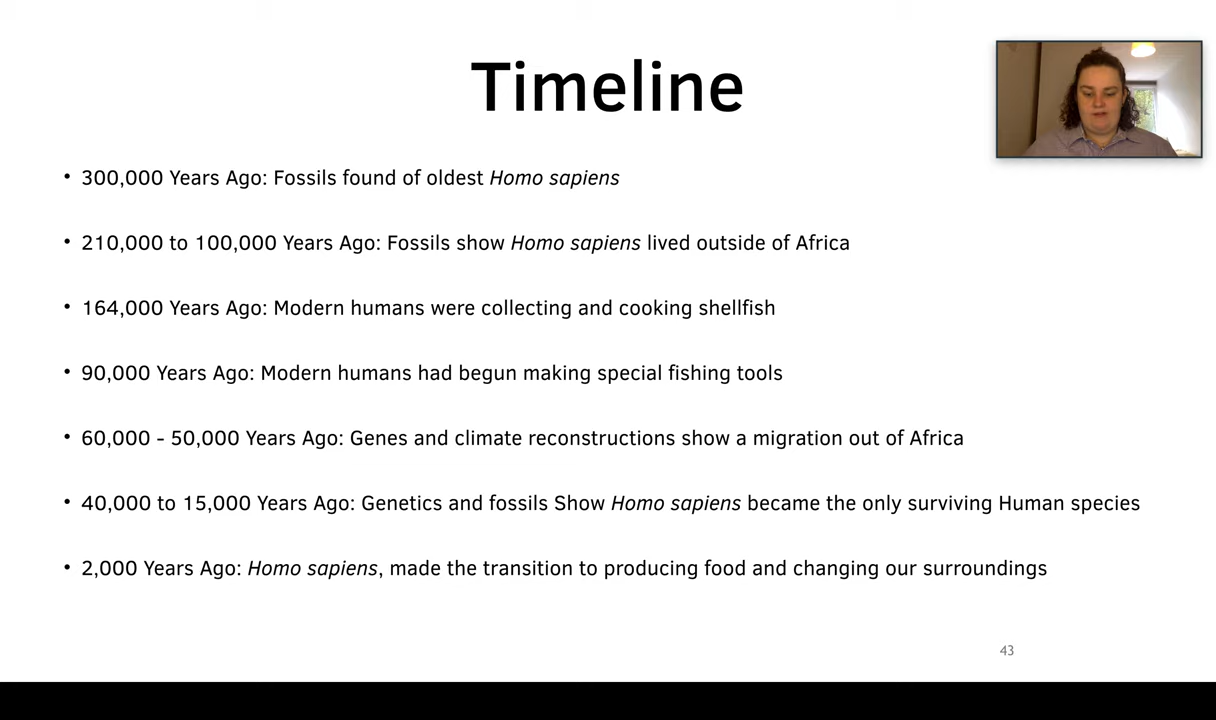 Timeline
• 300,000 Years Ago: Fossils found of oldest Homo sapiens
• 210,000 to 100,000 Years Ago: Fossils show Homo sapiens lived outside of Africa
• 164,000 Years Ago: Modern humans were collecting and cooking shellfish
• 90,000 Years Ago: Modern humans had begun making special fishing tools
• 60,000 - 50,000 Years Ago: Genes and climate reconstructions show a migration out of Africa
• 40,000 to 15,000 Years Ago: Genetics and fossils Show Homo sapiens became the only surviving Human species
• 2,000 Years Ago: Homo sapiens, made the transition to producing food and changing our surroundings
43